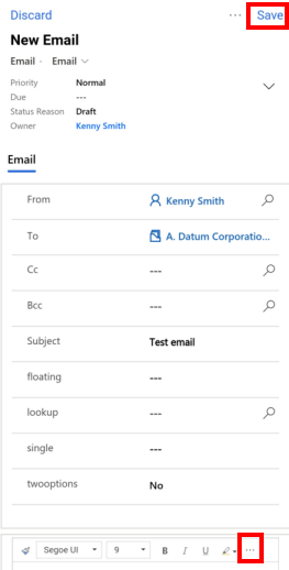 Discard ... Save
New Email
Email · Email
Priority Normal
Due ---
Status Reason Draft
Owner Kenny Smith
Email
From Kenny Smith
To A. Datum Corporatio...
Cc ---
Bcc ---
Subject Test email
floating ---
lookup ---
single ---
twooptions No
Segoe UI 9 B I U ...